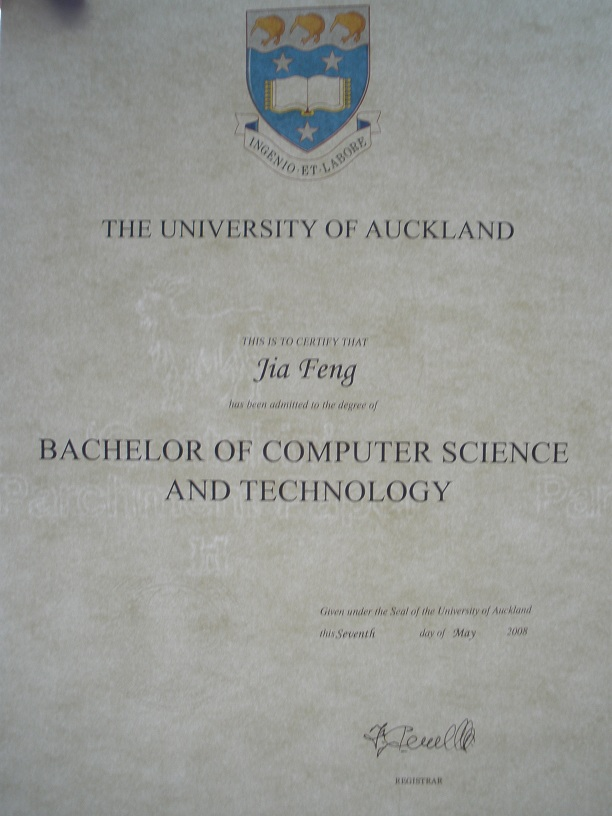 INGENIO·ET·LABORE
THE UNIVERSITY OF AUCKLAND
THIS IS TO CERTIFY THAT
Jia Feng
has been admitted to the degree of
BACHELOR OF COMPUTER SCIENCE
AND TECHNOLOGY
Parchment
Given under the Seal of the University of Auckland
this Seventh day of May 2008
REGISTRAR